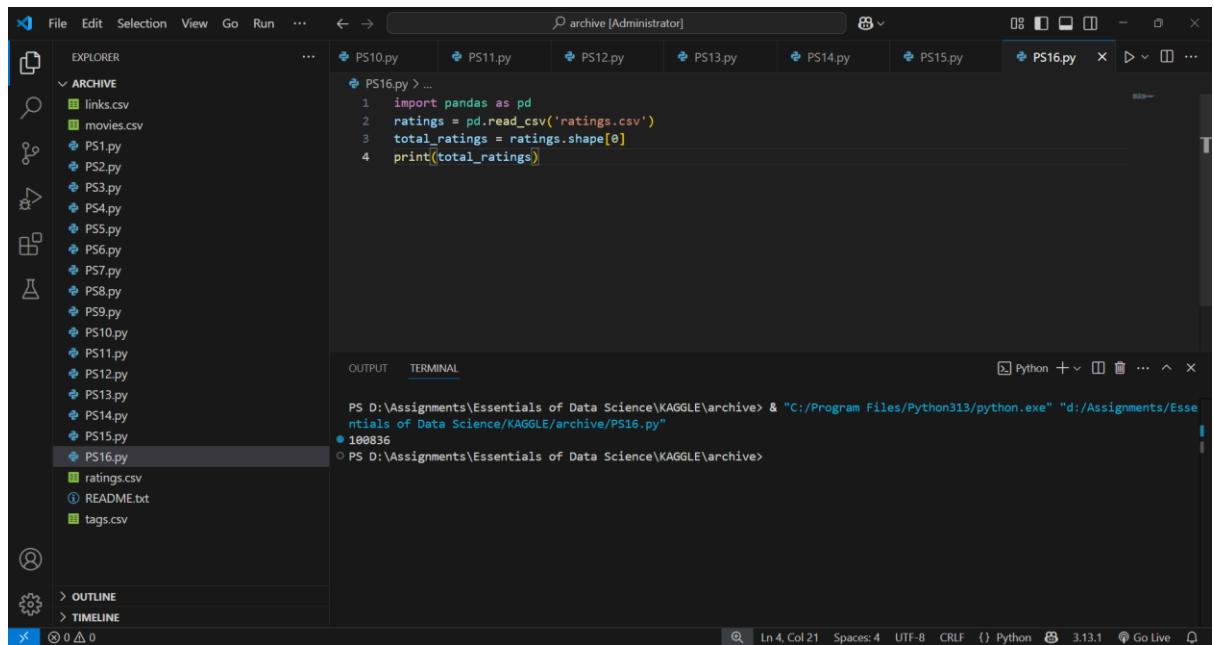 File Edit Selection View Go Run ··· archive [Administrator]
EXPLORER ···
ARCHIVE
links.csv
movies.csv
PS1.py
PS2.py
PS3.py
PS4.py
PS5.py
PS6.py
PS7.py
PS8.py
PS9.py
PS10.py
PS11.py
PS12.py
PS13.py
PS14.py
PS15.py
PS16.py
ratings.csv
README.txt
tags.csv
OUTLINE
TIMELINE
PS10.py PS11.py PS12.py PS13.py PS14.py PS15.py PS16.py
PS16.py > ...
1 import pandas as pd
2 ratings = pd.read_csv('ratings.csv')
3 total_ratings = ratings.shape[0]
4 print(total_ratings)
OUTPUT TERMINAL Python
PS D:\Assignments\Essentials of Data Science\KAGGLE\archive> & "C:/Program Files/Python313/python.exe" "d:/Assignments/Esse
ntials of Data Science/KAGGLE/archive/PS16.py"
100836
PS D:\Assignments\Essentials of Data Science\KAGGLE\archive>
0 0 Ln 4, Col 21 Spaces: 4 UTF-8 CRLF {} Python 3.13.1 Go Live